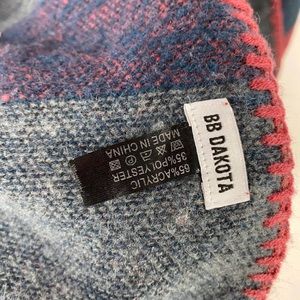 BB DAKOTA
65%ACRYLIC
35%POLYESTER
MADE IN CHINA